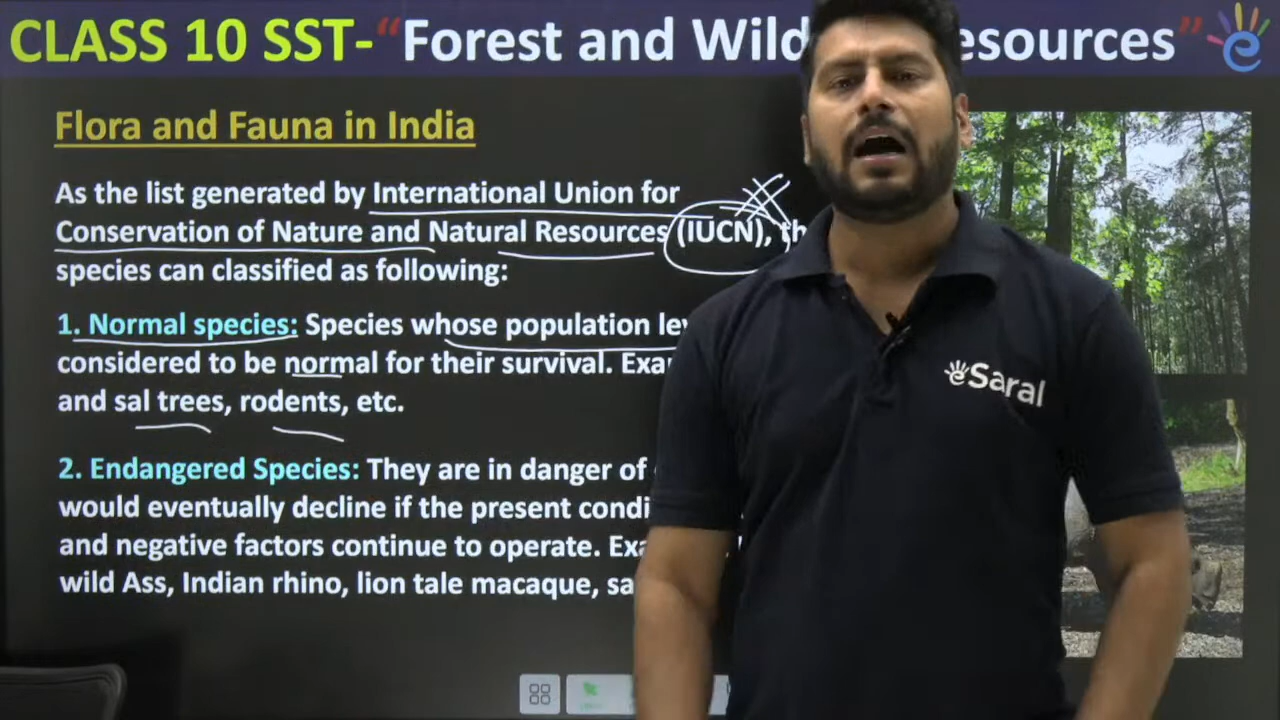 CLASS 10 SST-"Forest and Wild esources"
Flora and Fauna in India
As the list generated by International Union for
Conservation of Nature and Natural Resources (IUCN), th
species can classified as following:
1. Normal species: Species whose population lev
considered to be normal for their survival. Exam
and sal trees, rodents, etc.
2. Endangered Species: They are in danger of
would eventually decline if the present condi
and negative factors continue to operate. Exa
wild Ass, Indian rhino, lion tale macaque, sa
eSaral